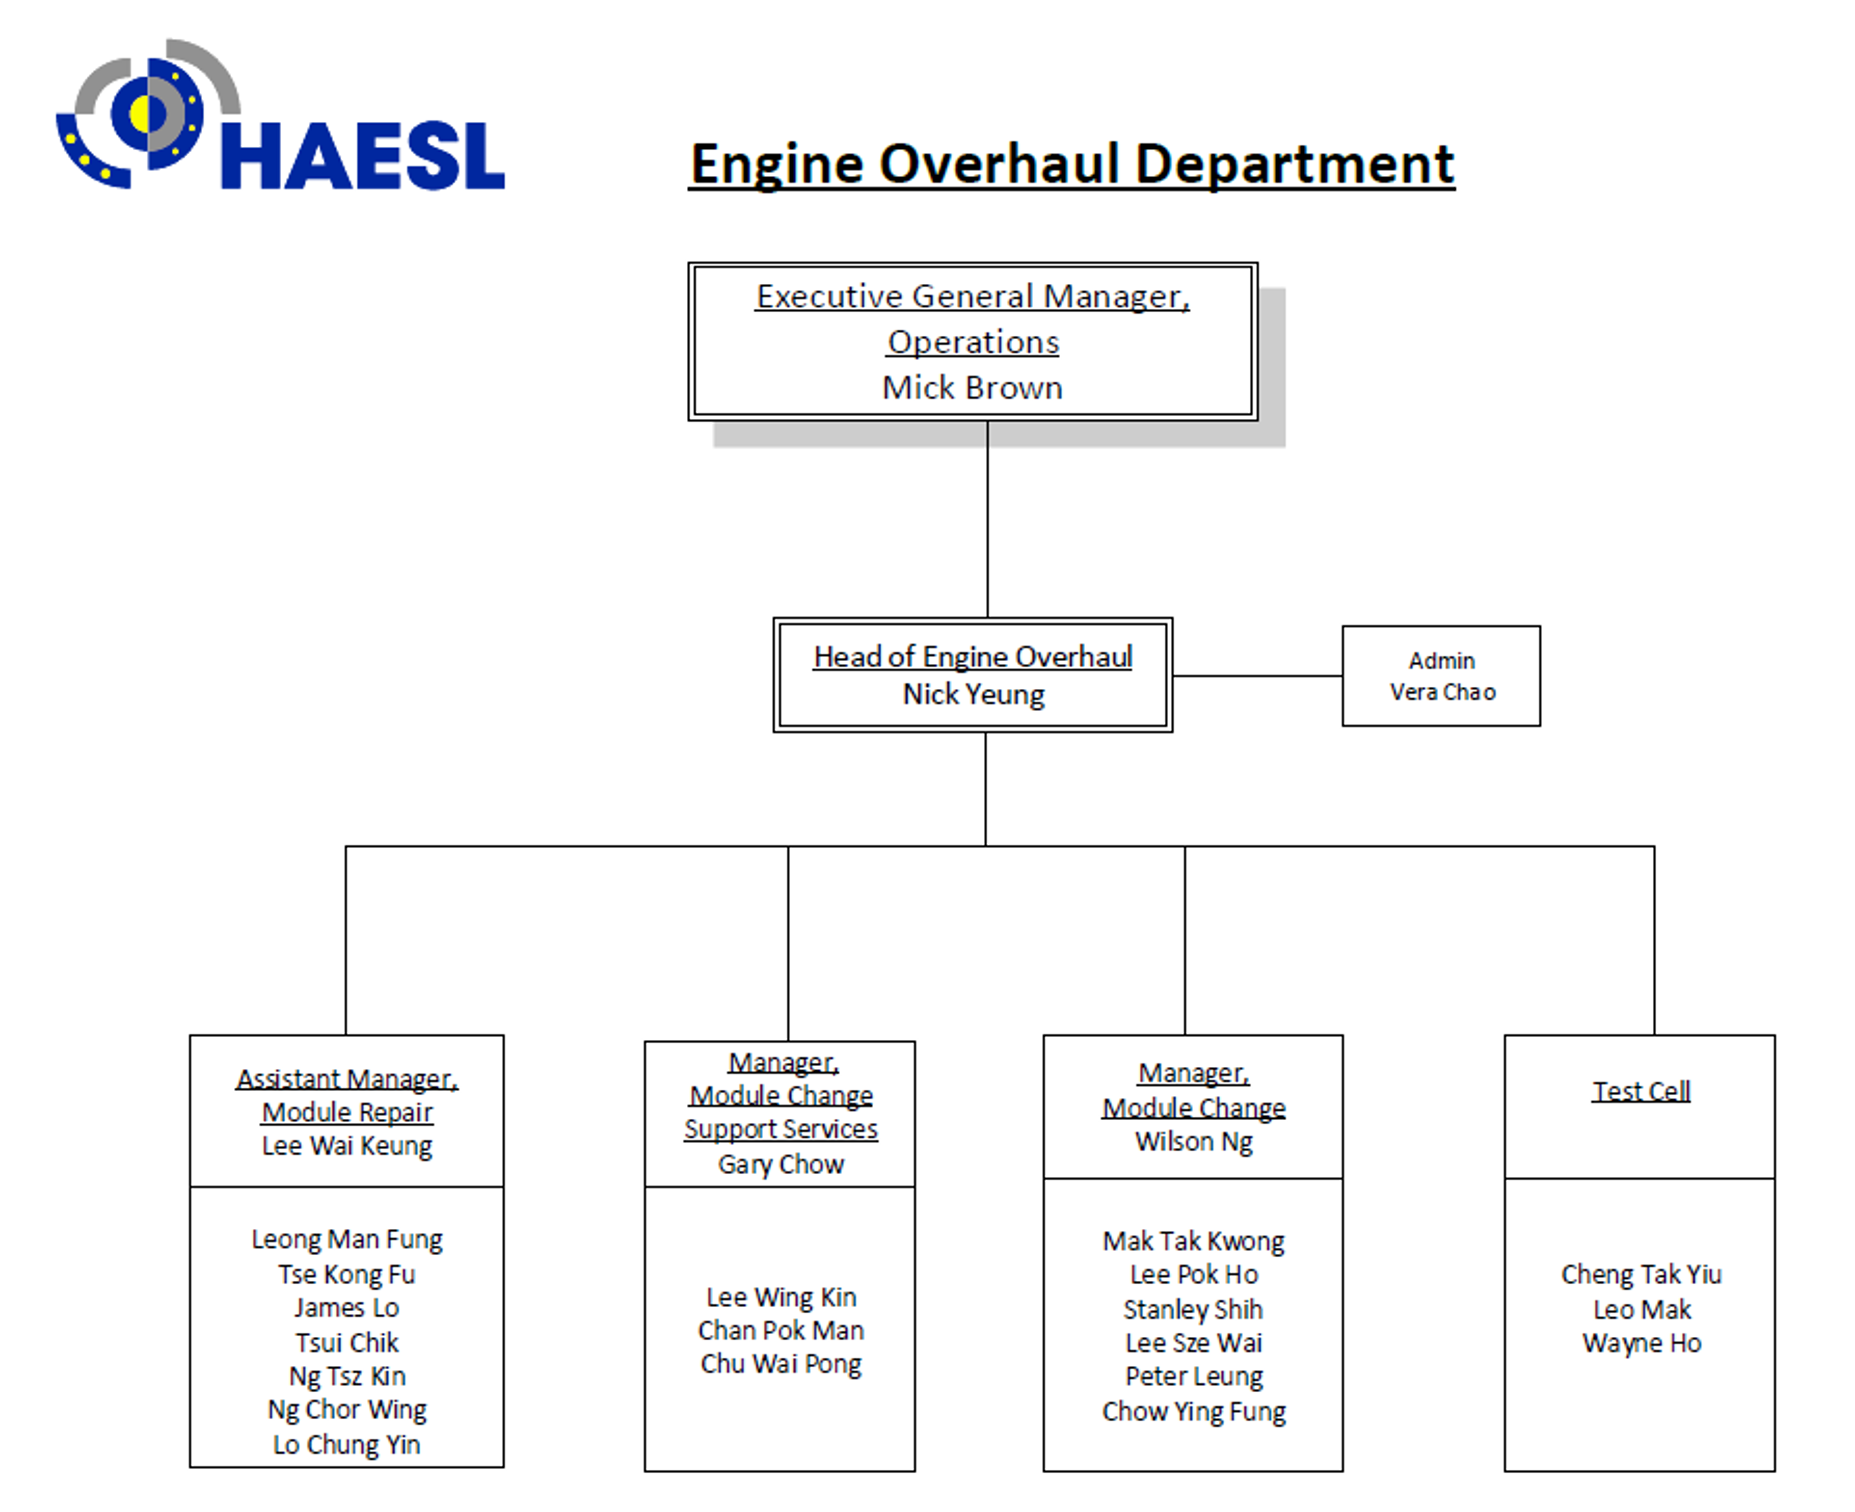 HAESL
Engine Overhaul Department
Executive General Manager,
Operations
Mick Brown
Head of Engine Overhaul
Nick Yeung
Admin
Vera Chao
Assistant Manager,
Module Repair
Lee Wai Keung
Leong Man Fung
Tse Kong Fu
James Lo
Tsui Chik
Ng Tsz Kin
Ng Chor Wing
Lo Chung Yin
Manager,
Module Change
Support Services
Gary Chow
Lee Wing Kin
Chan Pok Man
Chu Wai Pong
Manager,
Module Change
Wilson Ng
Mak Tak Kwong
Lee Pok Ho
Stanley Shih
Lee Sze Wai
Peter Leung
Chow Ying Fung
Test Cell
Cheng Tak Yiu
Leo Mak
Wayne Ho